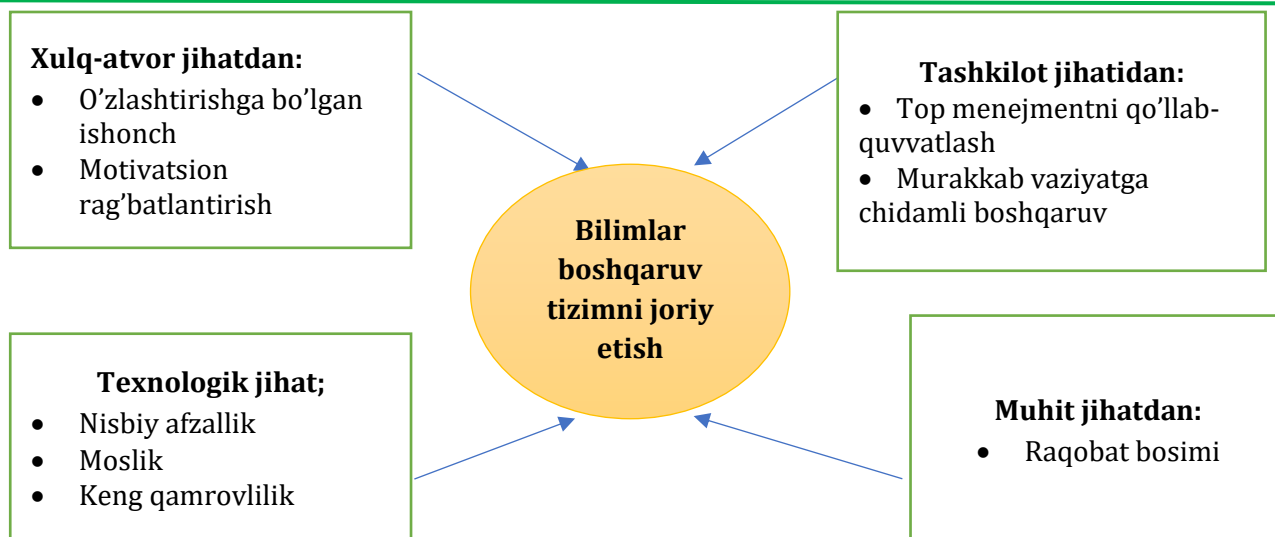 Xulq-atvor jihatdan:
• O’zlashtirishga bo’lgan
ishonch
• Motivatsion
rag’batlantirish
Tashkilot jihatidan:
• Top menejmentni qo’llab-
quvvatlash
• Murakkab vaziyatga
chidamli boshqaruv
Bilimlar
boshqaruv
tizimni joriy
etish
Texnologik jihat;
• Nisbiy afzallik
• Moslik
• Keng qamrovlilik
Muhit jihatdan:
• Raqobat bosimi